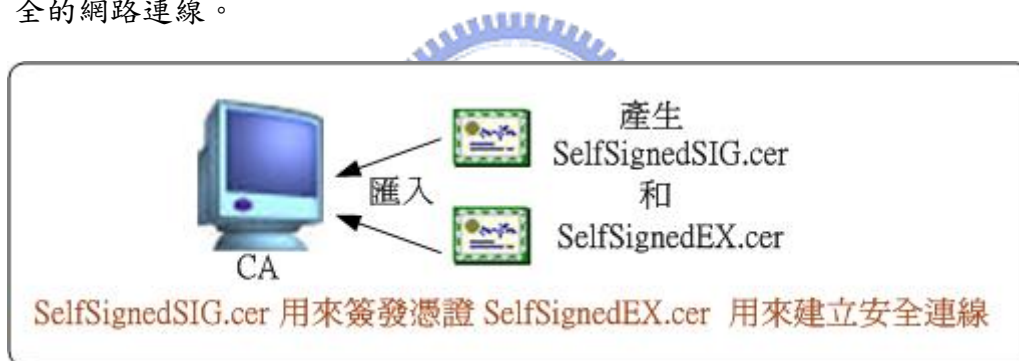 全的網路連線。
產生
SelfSignedSIG.cer
匯入
和
SelfSignedEX.cer
CA
SelfSignedSIG.cer 用來簽發憑證 SelfSignedEX.cer 用來建立安全連線